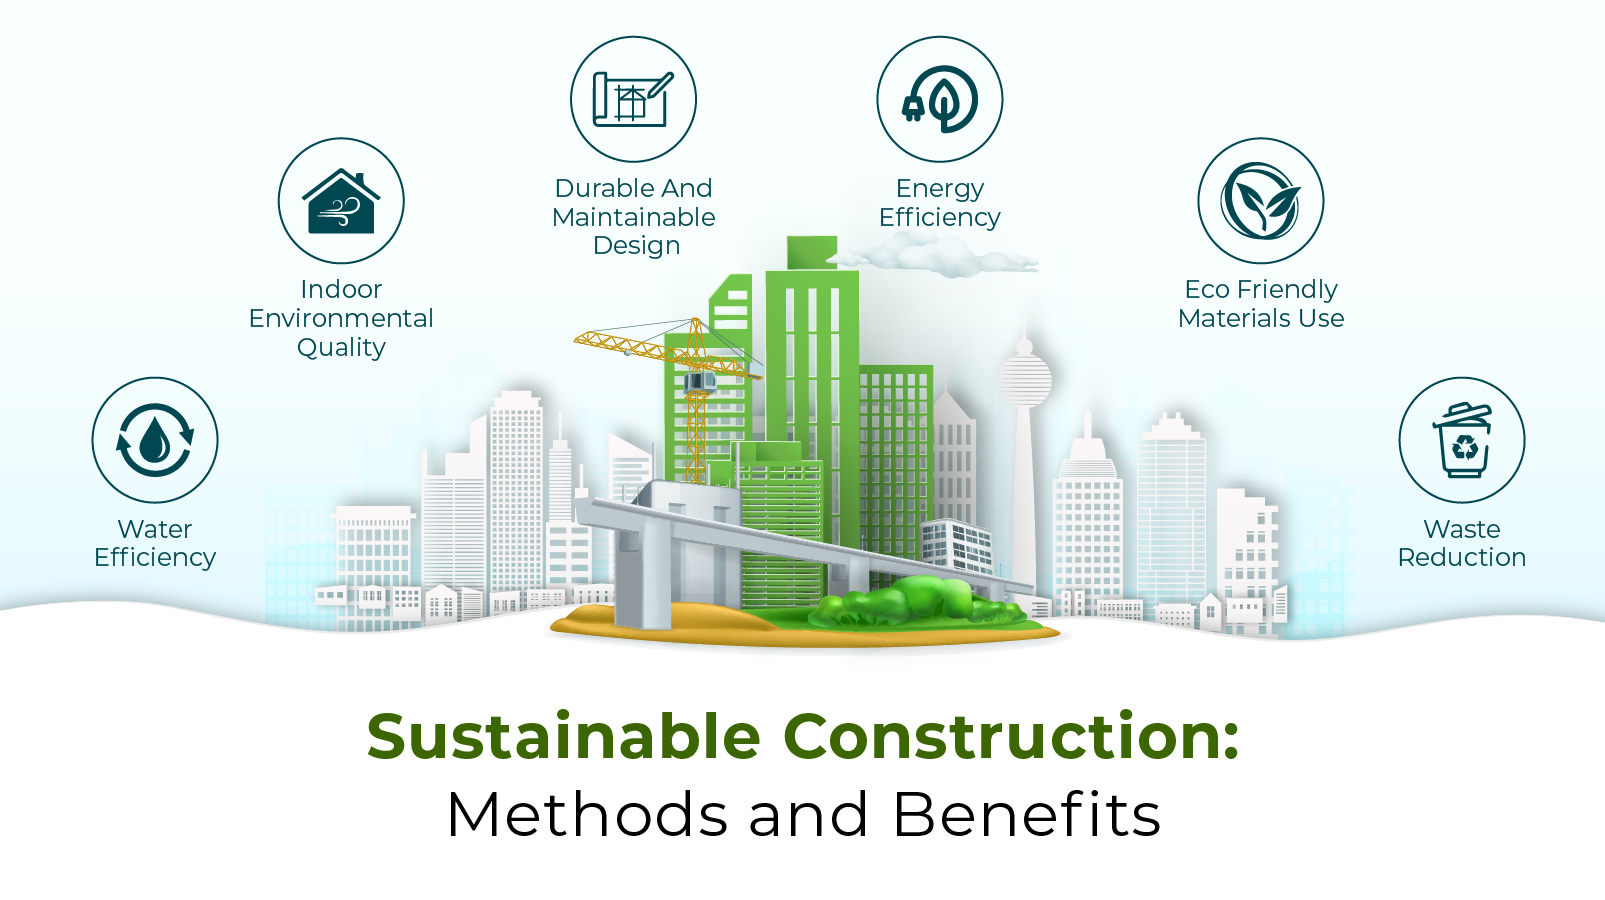 Durable And
Maintainable
Design
Energy
Efficiency
Indoor
Environmental
Quality
Eco Friendly
Materials Use
Water
Efficiency
Waste
Reduction
Sustainable Construction:
Methods and Benefits